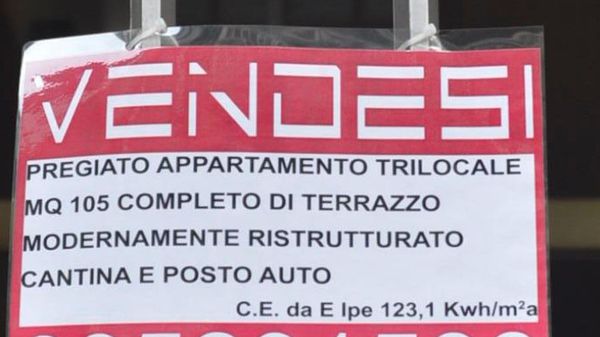 VENDESI
PREGIATO APPARTAMENTO TRILOCALE
MQ 105 COMPLETO DI TERRAZZO
MODERNAMENTE RISTRUTTURATO
CANTINA E POSTO AUTO
C.E. da E Ipe 123,1 Kwh/m²a